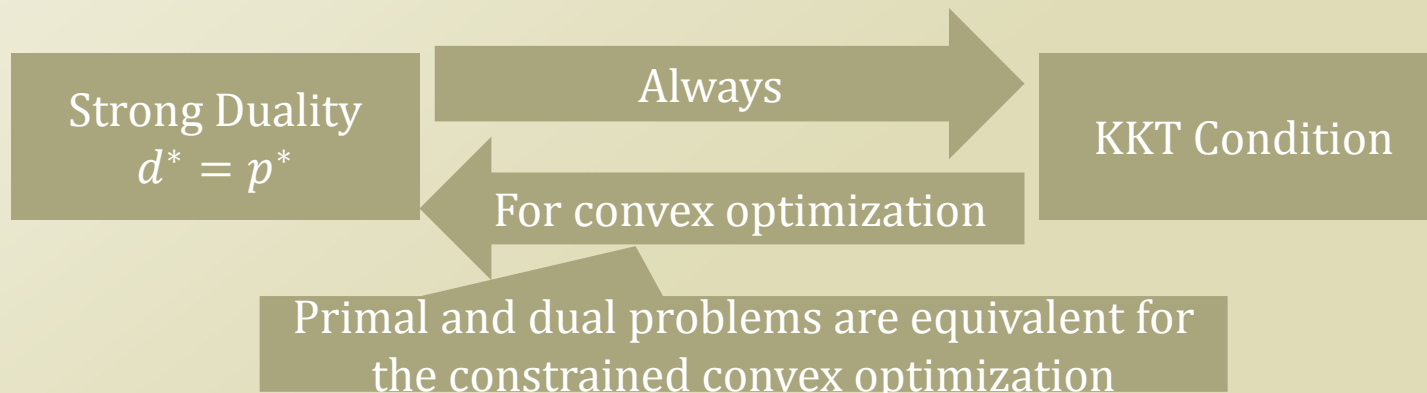 Strong Duality
𝑑* = 𝑝*
Always
KKT Condition
For convex optimization
Primal and dual problems are equivalent for
the constrained convex optimization